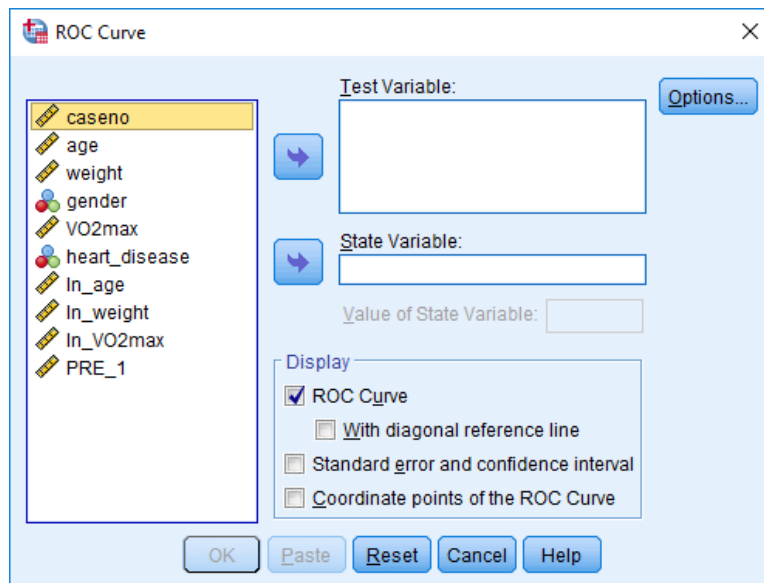 ROC Curve
Test Variable:
Options...
caseno
age
weight
gender
VO2max
heart_disease
ln_age
ln_weight
ln_VO2max
PRE_1
State Variable:
Value of State Variable:
Display
ROC Curve
With diagonal reference line
Standard error and confidence interval
Coordinate points of the ROC Curve
OK
Paste
Reset
Cancel
Help